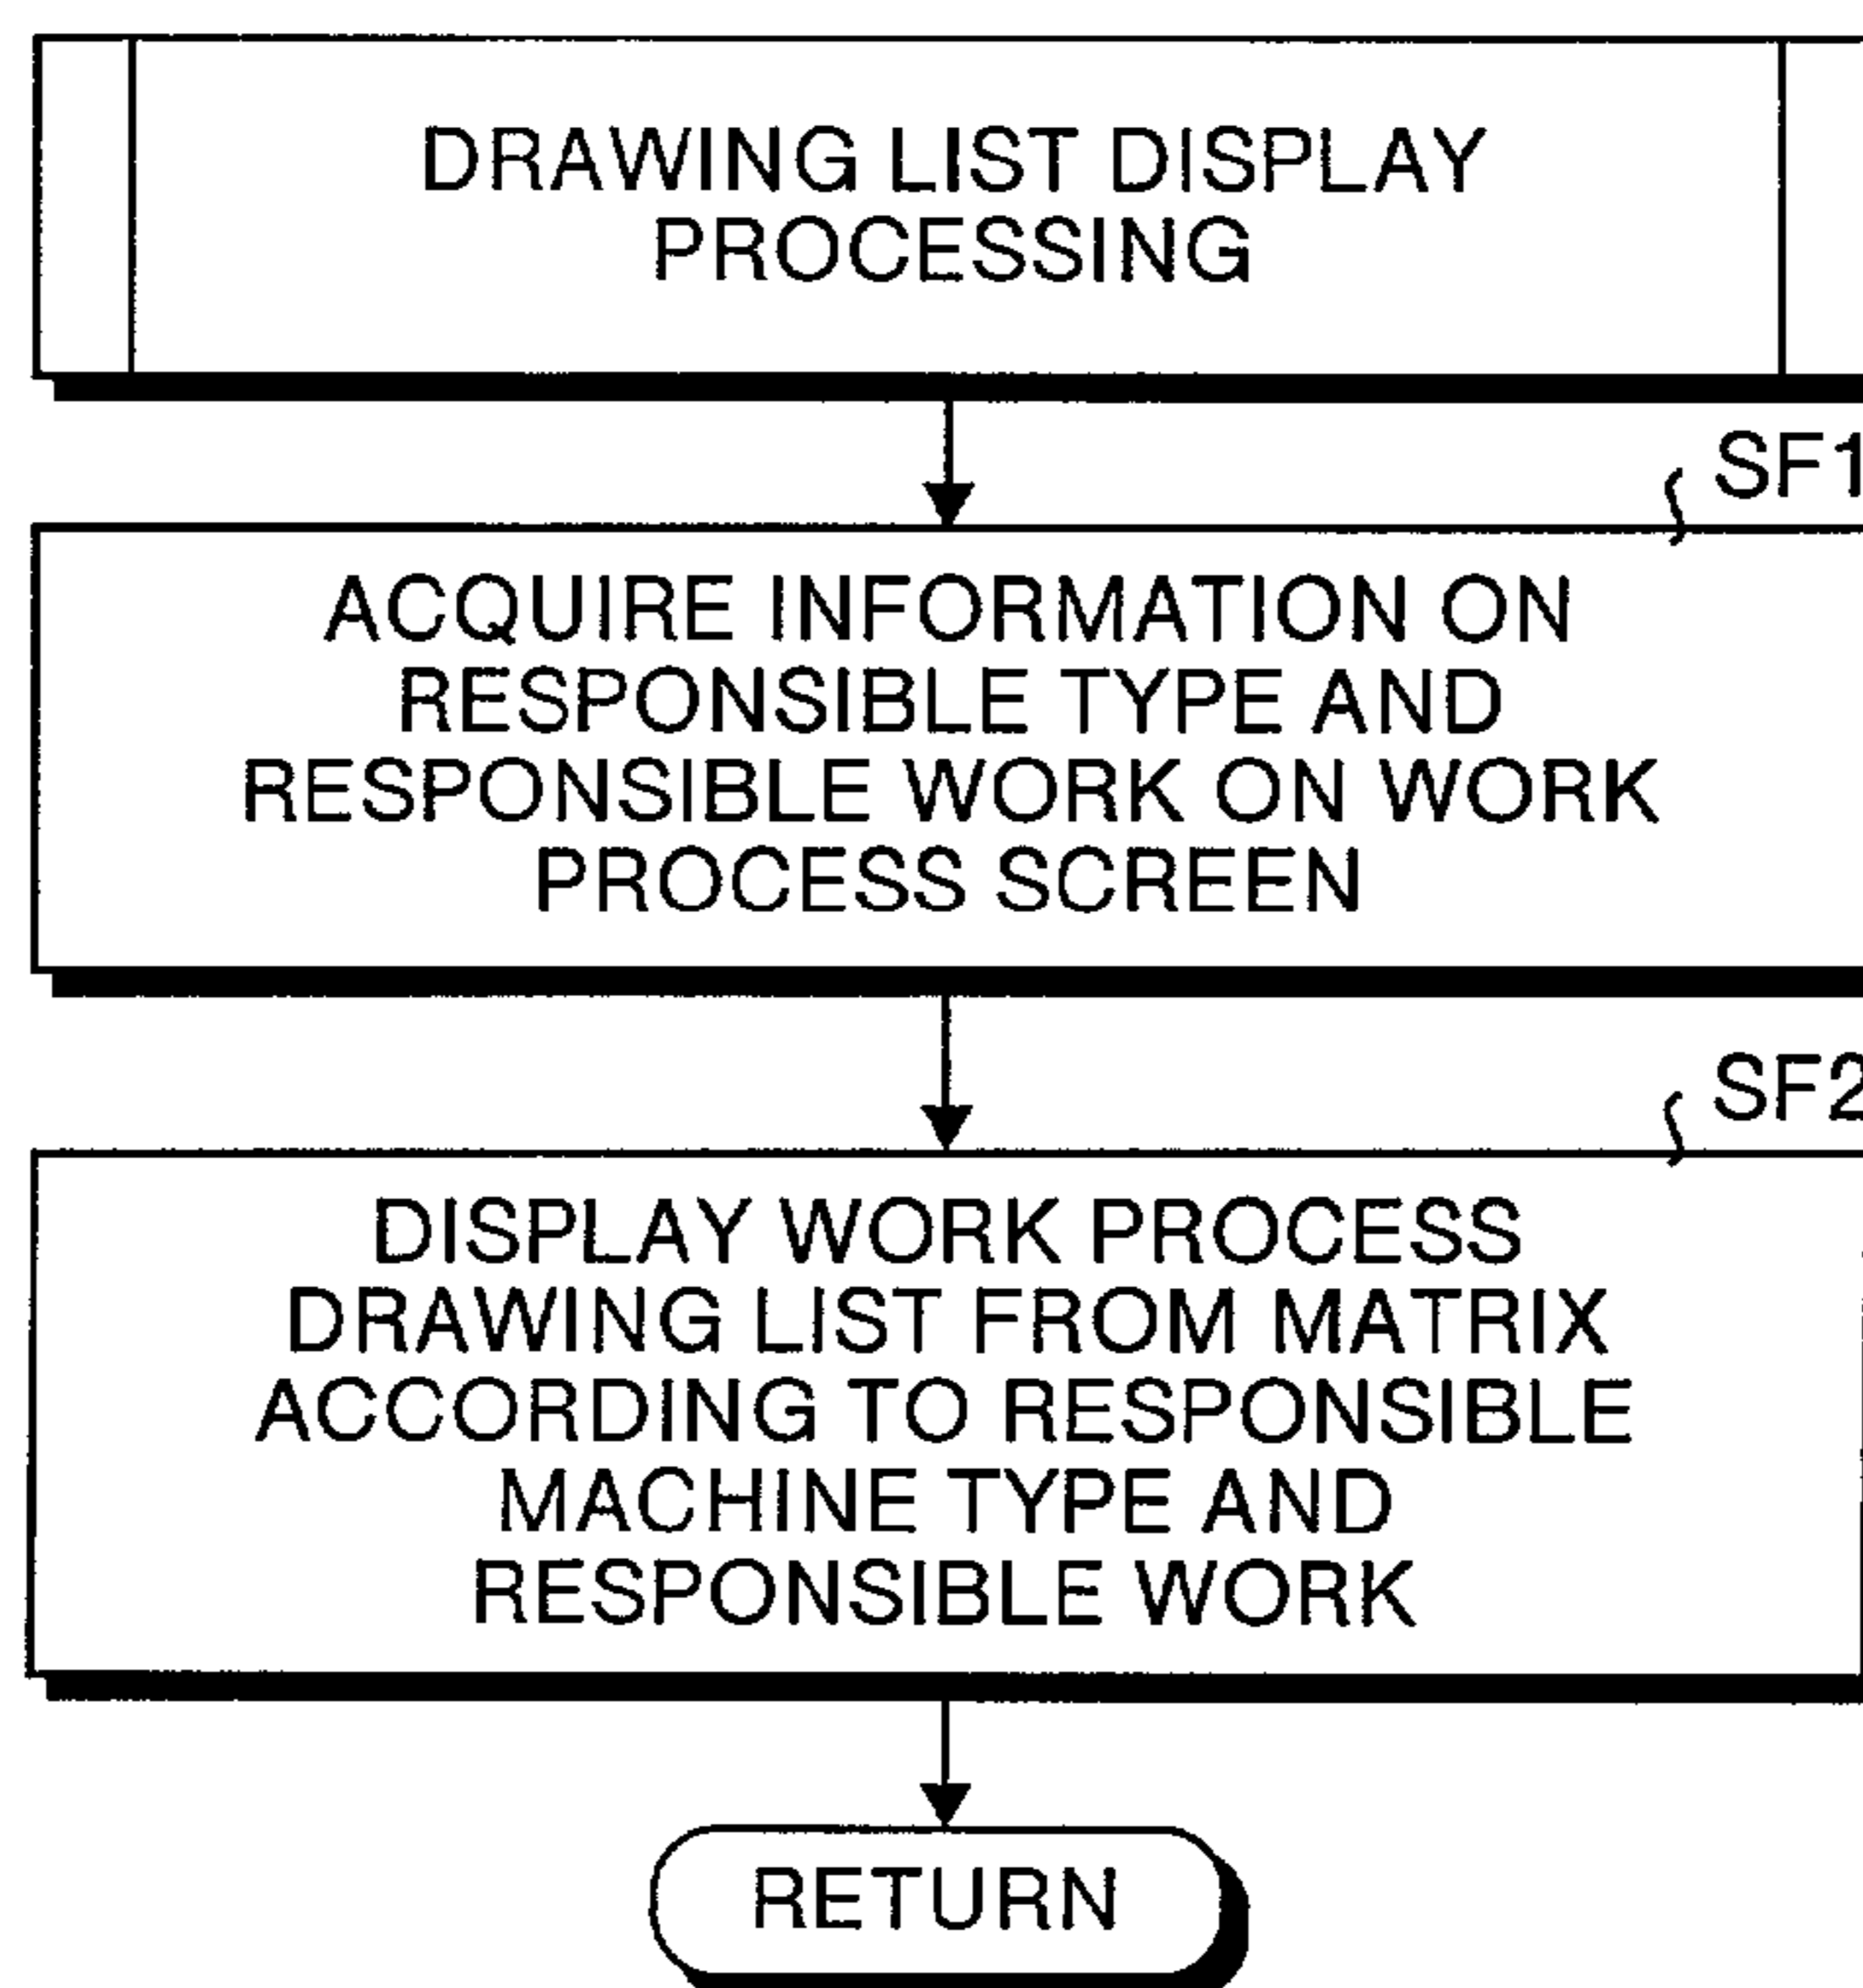 DRAWING LIST DISPLAY
PROCESSING
SF1
ACQUIRE INFORMATION ON
RESPONSIBLE TYPE AND
RESPONSIBLE WORK ON WORK
PROCESS SCREEN
SF2
DISPLAY WORK PROCESS
DRAWING LIST FROM MATRIX
ACCORDING TO RESPONSIBLE
MACHINE TYPE AND
RESPONSIBLE WORK
RETURN